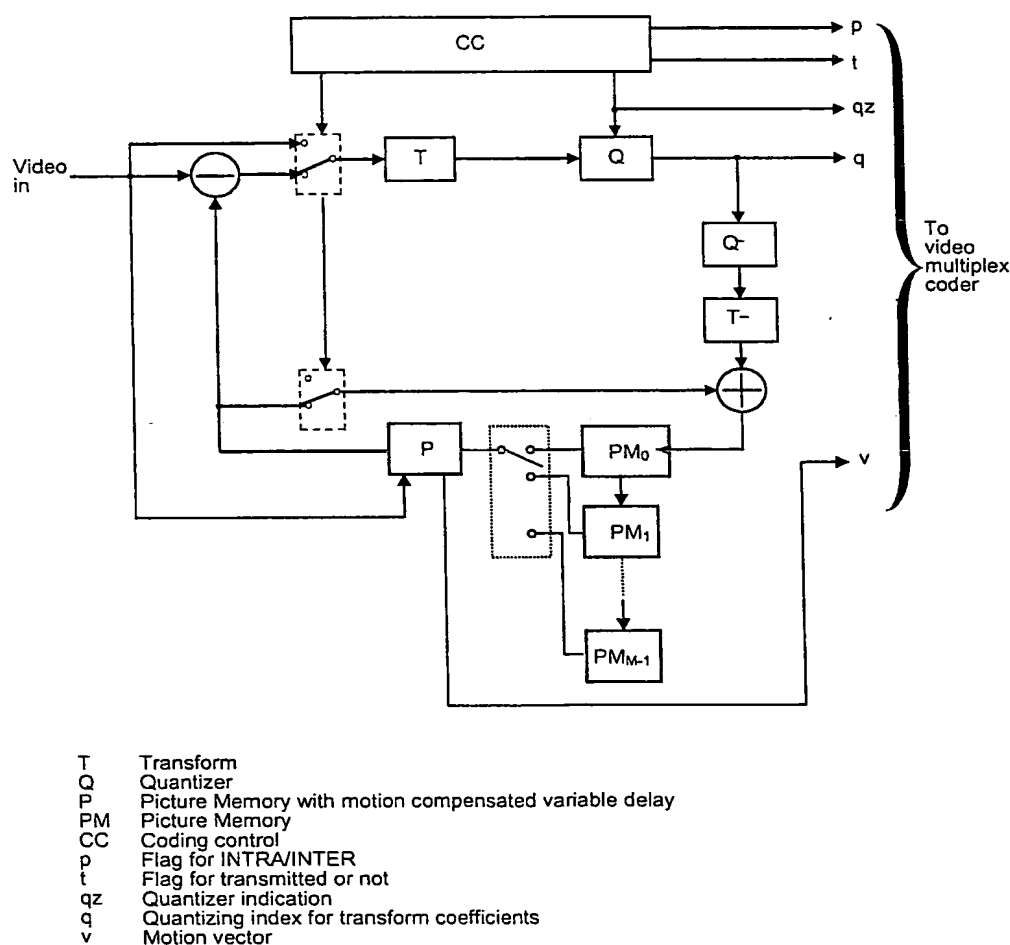 CC
p
t
qz
q
Video
in
T
Q
Q-
T-
To
video
multiplex
coder
P
PM0
v
PM1
PMM-1
T Transform
Q Quantizer
P Picture Memory with motion compensated variable delay
PM Picture Memory
CC Coding control
p Flag for INTRA/INTER
t Flag for transmitted or not
qz Quantizer indication
q Quantizing index for transform coefficients
v Motion vector